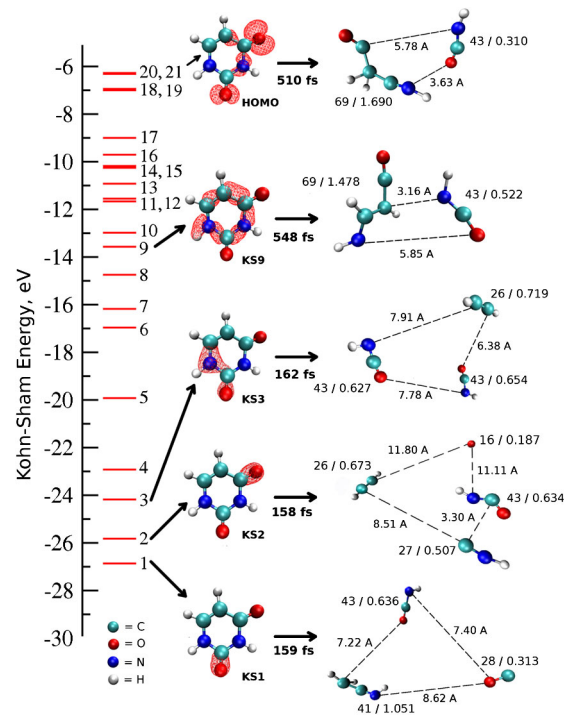 Kohn-Sham Energy, eV
-6
-8
-10
-12
-14
-16
-18
-20
-22
-24
-26
-28
-30
20, 21
18, 19
17
16
14, 15
13
11, 12
10
9
8
7
6
5
4
3
2
1
HOMO
510 fs
5.78 A
43 / 0.310
3.63 A
69 / 1.690
KS9
548 fs
69 / 1.478
3.16 A
43 / 0.522
5.85 A
KS3
162 fs
26 / 0.719
7.91 A
6.38 A
43 / 0.627
43 / 0.654
7.78 A
KS2
158 fs
16 / 0.187
11.80 A
26 / 0.673
11.11 A
43 / 0.634
3.30 A
8.51 A
27 / 0.507
KS1
159 fs
43 / 0.636
7.22 A
7.40 A
28 / 0.313
8.62 A
41 / 1.051
= C
= O
= N
= H